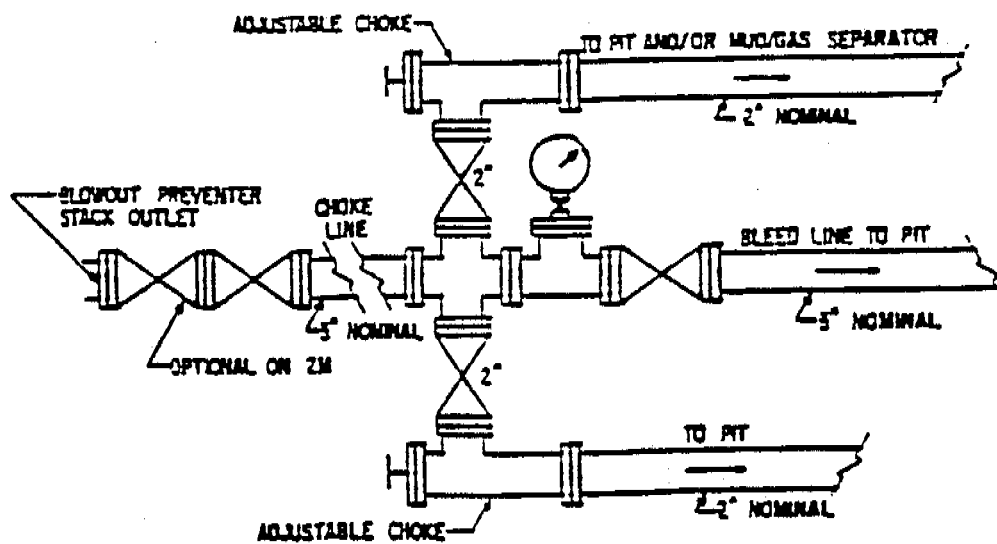 ADJUSTABLE CHOKE
TO PIT AND/OR MUD/GAS SEPARATOR
2" NOMINAL
2"
BLOWOUT PREVENTER
STACK OUTLET
CHOKE
LINE
BLEED LINE TO PIT
3" NOMINAL
3" NOMINAL
OPTIONAL ON 2M
2"
TO PIT
2" NOMINAL
ADJUSTABLE CHOKE